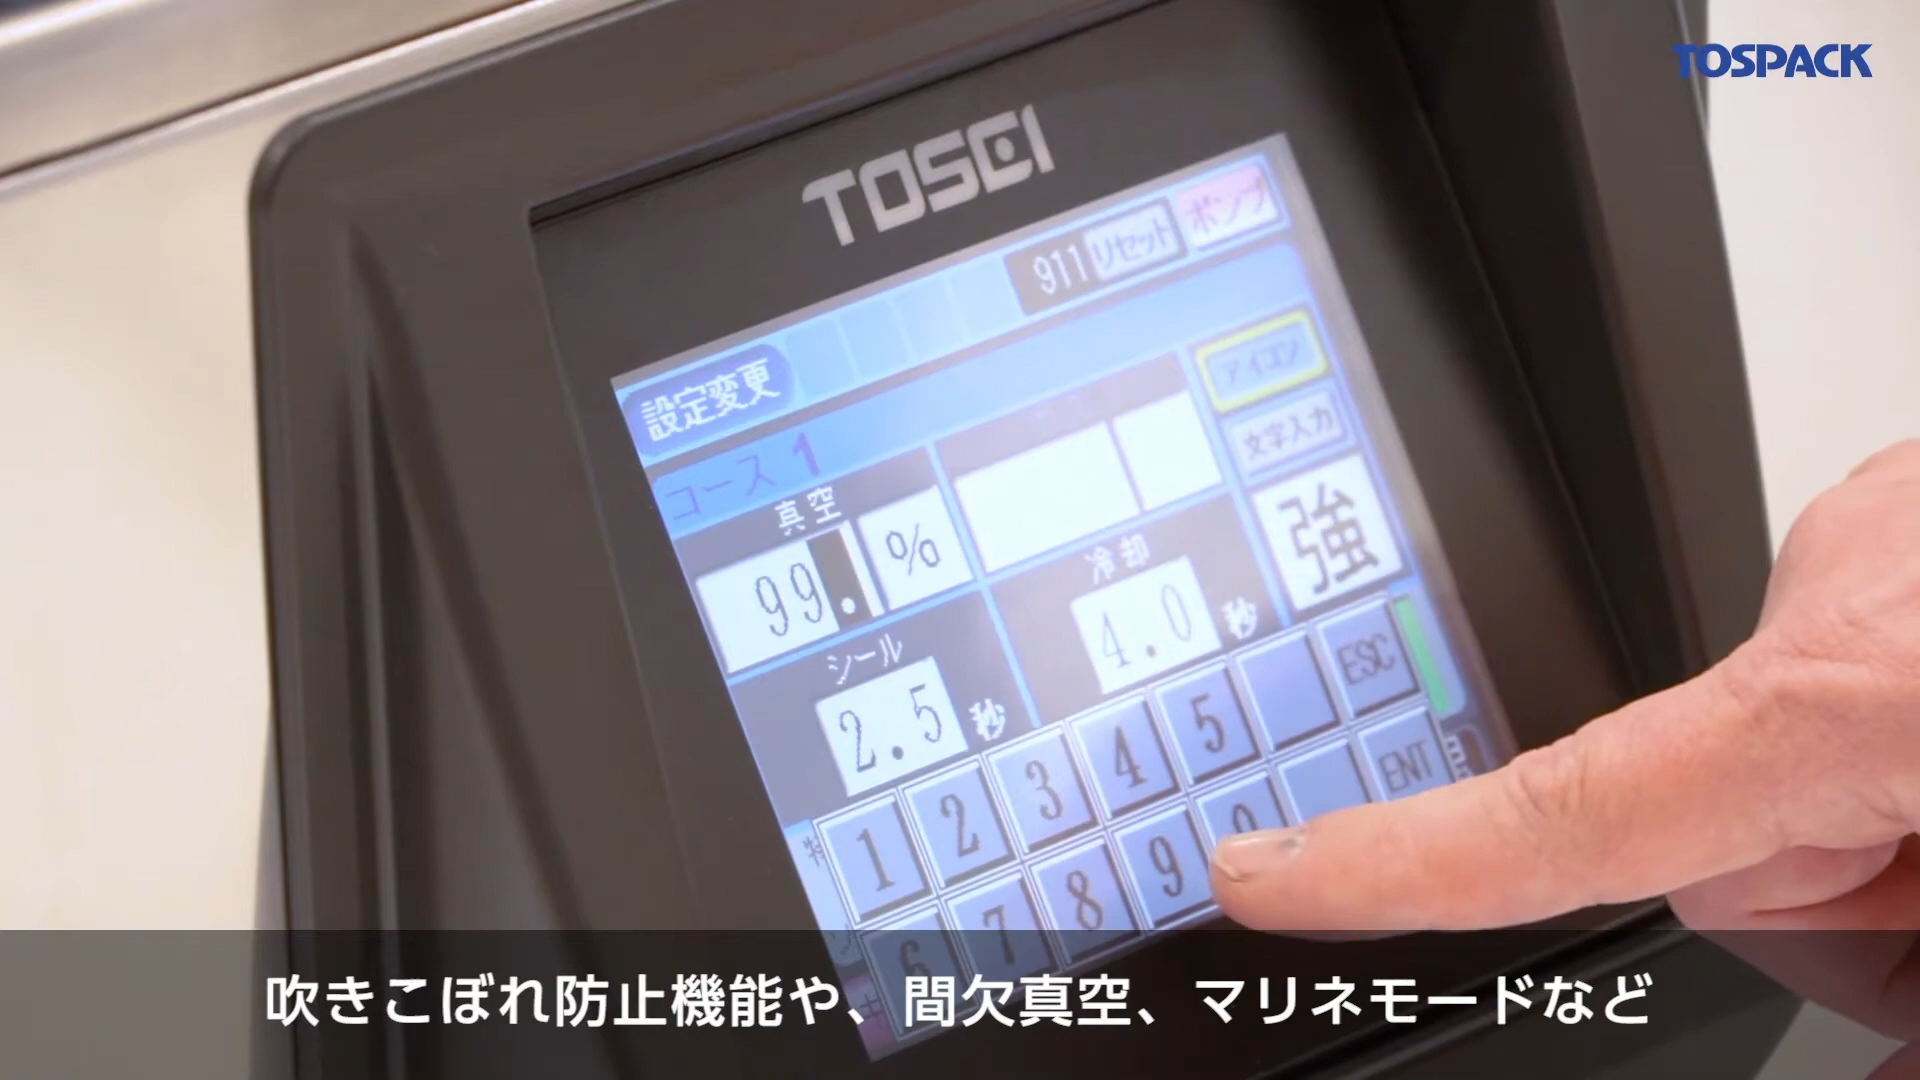 TOSPACK
TOSEI
911 リセット ポンプ
設定変更
アイコン
コース 1
文字入力
真空
99. %
強
冷却
4.0 秒
シール
2.5 秒
1 2 3 4 5 ESC
6 7 8 9 0 ENT
吹きこぼれ防止機能や、間欠真空、マリネモードなど